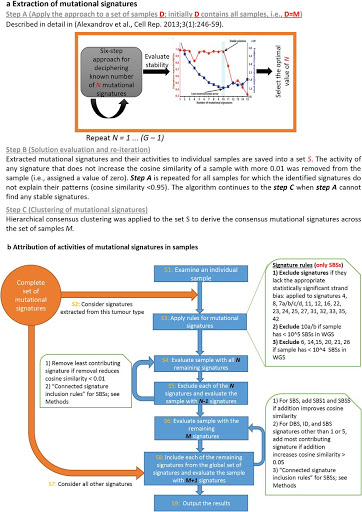 a Extraction of mutational signatures
Step A (Apply the approach to a set of samples D; initially D contains all samples, i.e., D=M)
Described in detail in (Alexandrov et al., Cell Rep. 2013;3(1):246-59).
Six-step
approach for
deciphering
known number
of N mutational
signatures
Evaluate
stability
Number of mutational signatures
Select the optimal
value of N
Repeat N = 1 ... (G − 1)
Step B (Solution evaluation and re-iteration)
Extracted mutational signatures and their activities to individual samples are saved into a set S. The activity of
any signature that does not increase the cosine similarity of a sample with more 0.01 was removed from the
sample (i.e., assigned a value of zero). Step A is repeated for all samples for which the identified signatures do
not explain their patterns (cosine similarity <0.95). The algorithm continues to the step C when step A cannot
find any stable signatures.
Step C (Clustering of mutational signatures)
Hierarchical consensus clustering was applied to the set S to derive the consensus mutational signatures across
the set of samples M.
b Attribution of activities of mutational signatures in samples
Complete
set of
mutational
signatures
S1: Examine an individual
sample
S2: Consider signatures
extracted from this tumour type
S3: Apply rules for mutational
signatures
Signature rules (only SBSs)
1) Exclude signatures if they
lack the appropriate
statistically significant strand
bias: applied to signatures 4,
8, 7a/b/c/d, 11, 12, 16, 22,
23, 24, 25, 27, 31, 32, 33, 35,
42
2) Exclude 10a/b if sample
has < 10^5 SBSs in WGS
3) Exclude 6, 14,15, 20, 21, 26
if sample has < 10^4 SBSs in
WGS
S4: Evaluate sample with all N
remaining signatures
1) Remove least contributing
signature if removal reduces
cosine similarity < 0.01
2) "Connected signature
inclusion rules" for SBSs; see
Methods
S5: Exclude each of the N
signatures and evaluate the
sample with N-1 signatures
S6: Evaluate sample with the
remaining
M signatures
1) For SBS, add SBS1 and SBS5
if addition improves cosine
similarity
2) For DBS, ID, and SBS
signatures other than 1 or 5,
add most contributing
signature if addition
increases cosine similarity >
0.05
3) "Connected signature
inclusion rules" for SBSs; see
Methods
S7: Consider all other signatures
S8: Include each of the remaining
signatures from the global set of
signatures and evaluate the sample
with M+1 signatures
S9: Output the results